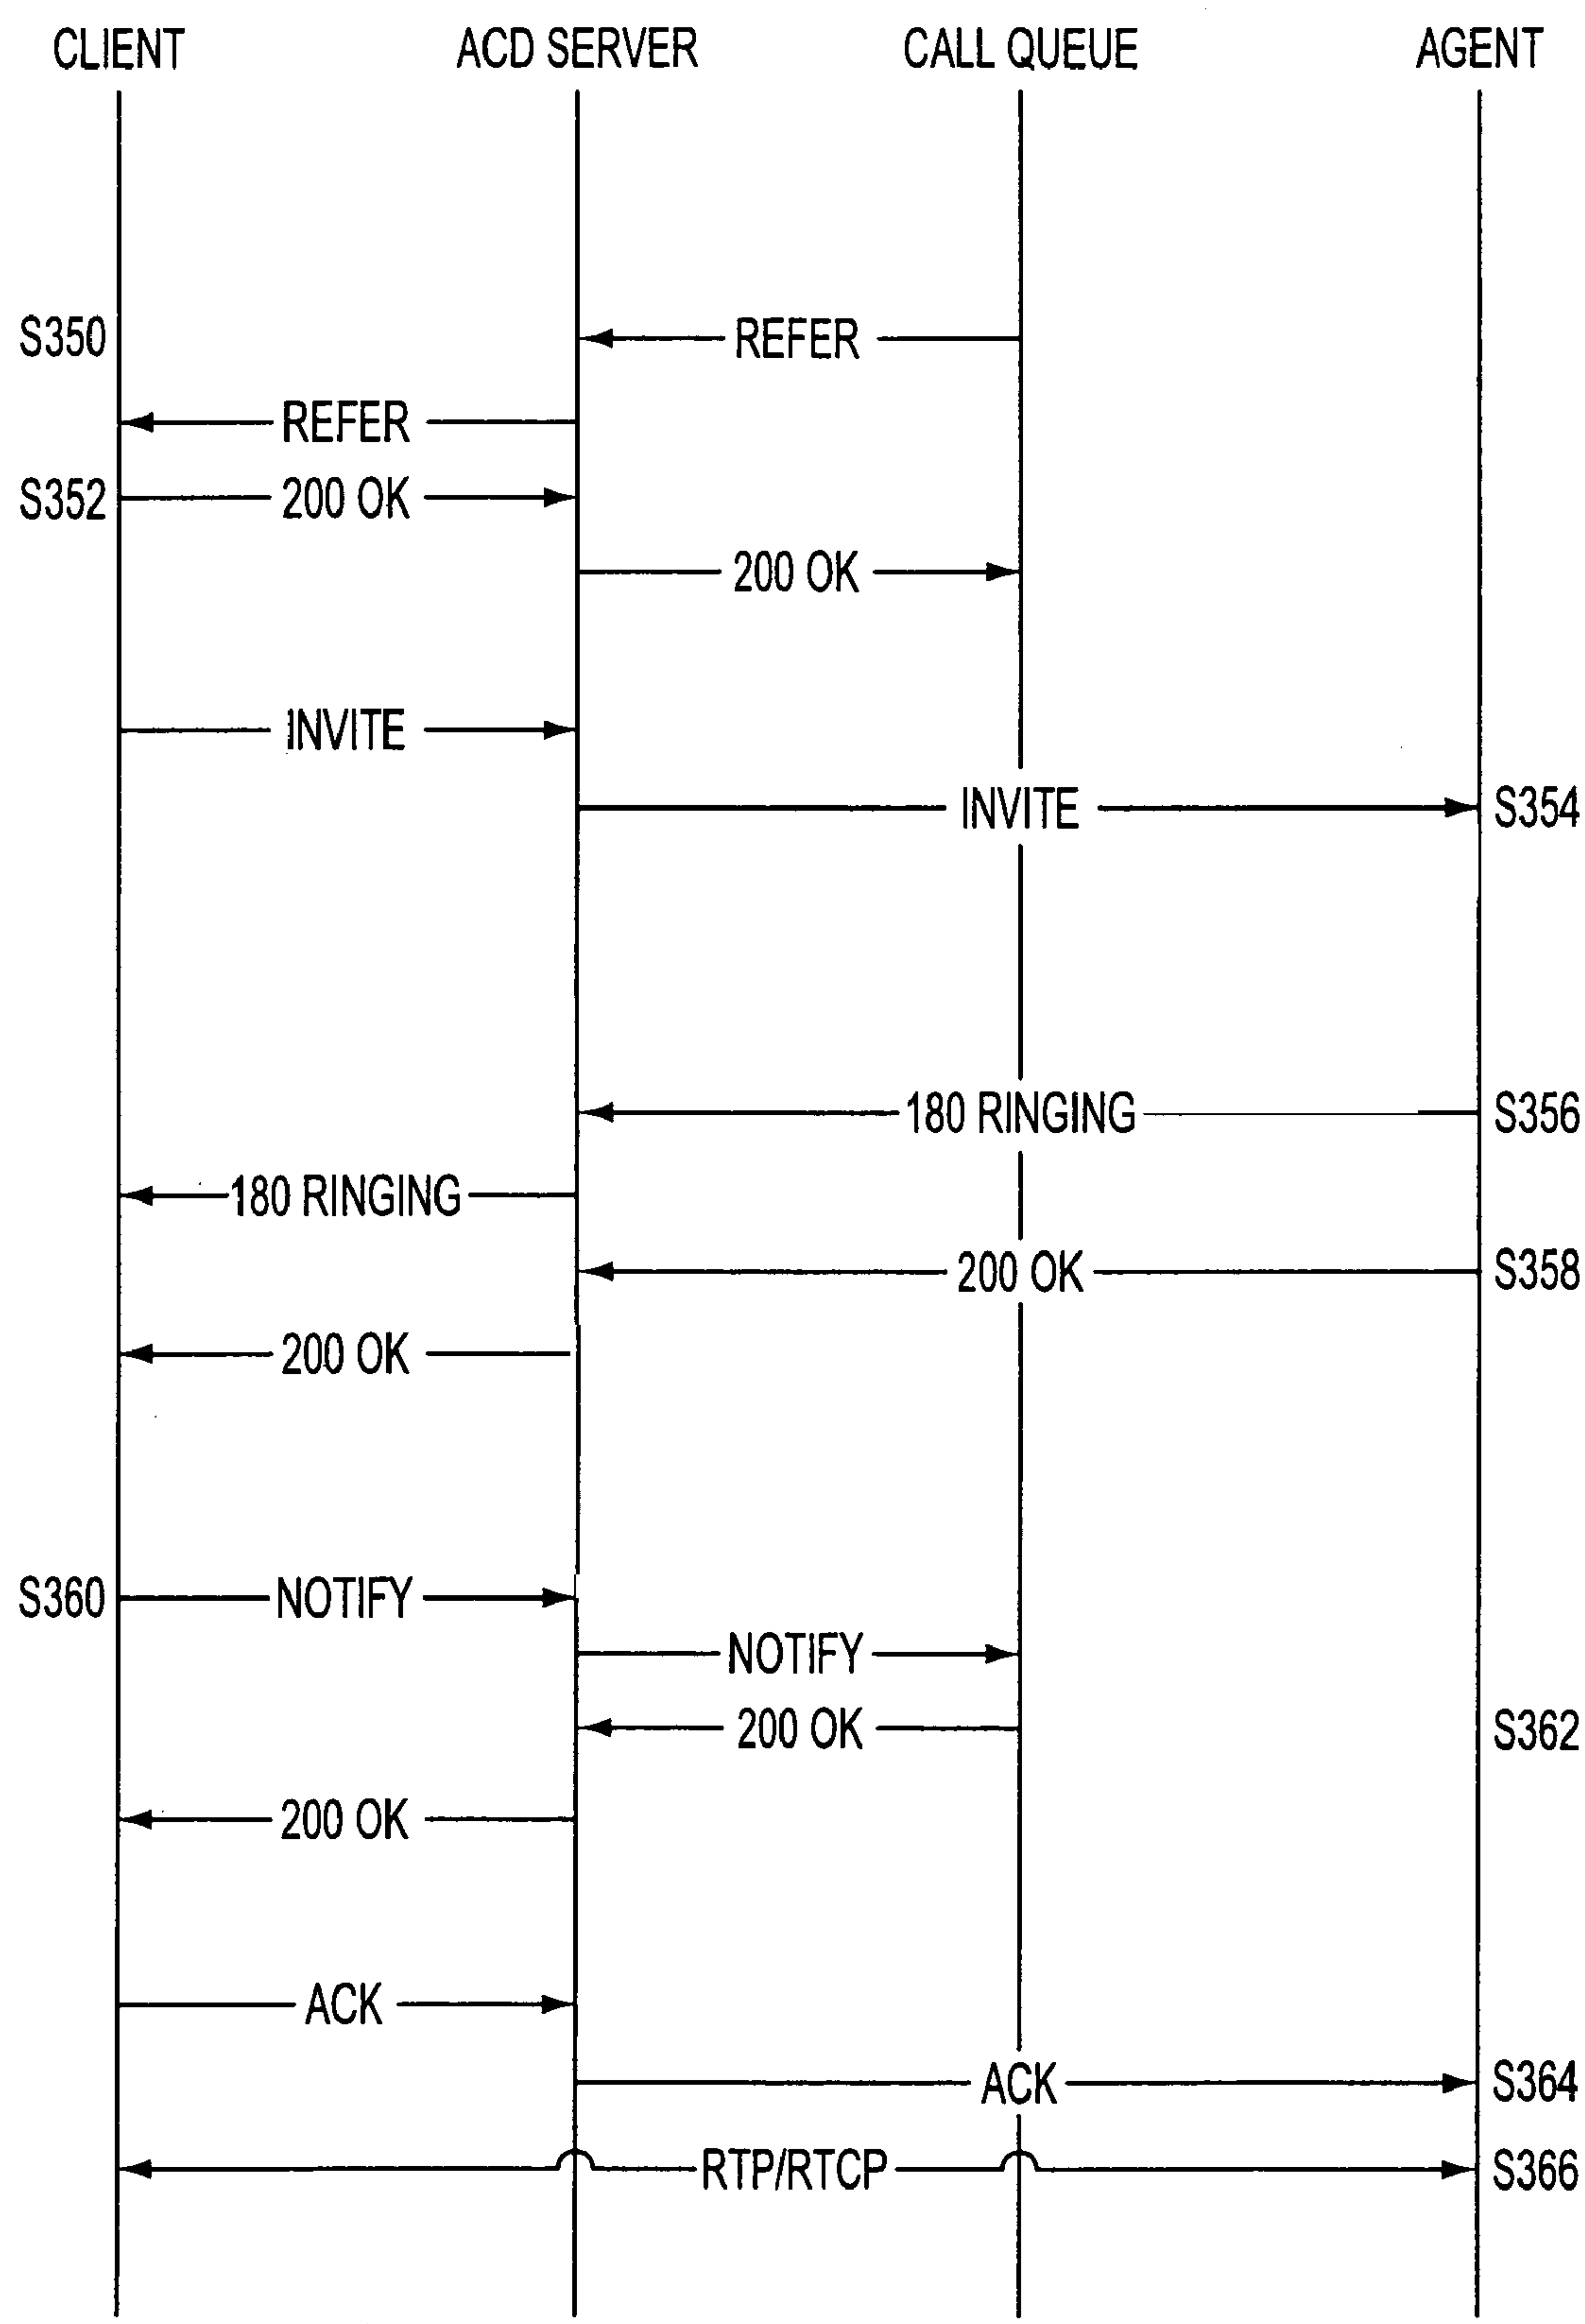 CLIENT ACD SERVER CALL QUEUE AGENT
S350 REFER
REFER
S352 200 OK
200 OK
INVITE
INVITE S354
180 RINGING S356
180 RINGING
200 OK S358
200 OK
S360 NOTIFY
NOTIFY
200 OK S362
200 OK
ACK
ACK S364
RTP/RTCP S366